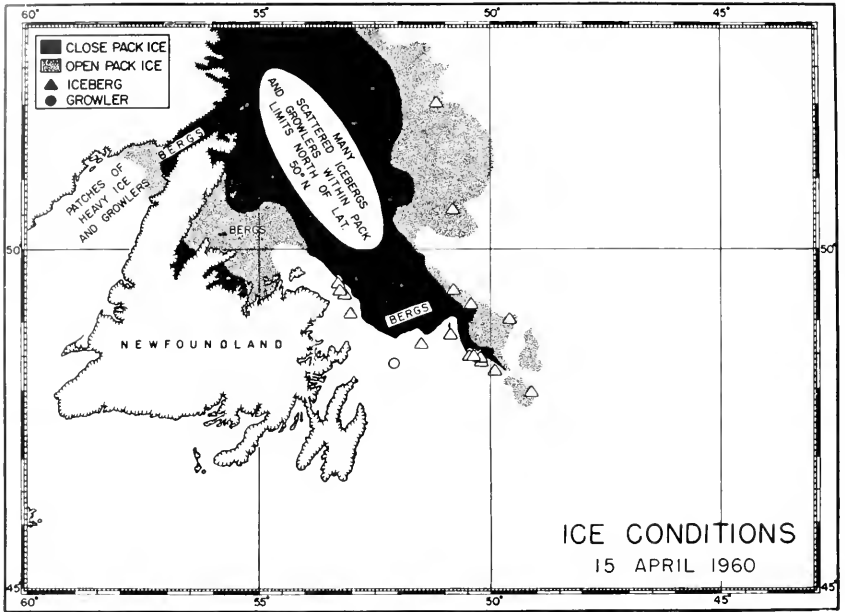 60°
55°
50°
45°
CLOSE PACK ICE
OPEN PACK ICE
ICEBERG
GROWLER
MANY
SCATTERED ICEBERGS
AND GROWLERS WITHIN PACK
LIMITS NORTH OF LAT.
50° N.
BERGS
PATCHES OF
HEAVY ICE
AND GROWLERS
BERGS
50°
50°
BERGS
NEWFOUNDLAND
ICE CONDITIONS
15 APRIL 1960
45°
45°
60°
55°
50°
45°